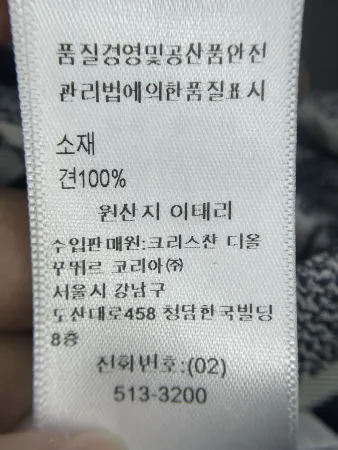 품질경영및공산품안전
관리법에의한품질표시
소재
견100%
원산지 이태리
수입판매원:크리스챤 디올
꾸뛰르 코리아㈜
서울시 강남구
도산대로458 청담한국빌딩
8층
전화번호:(02)
513-3200